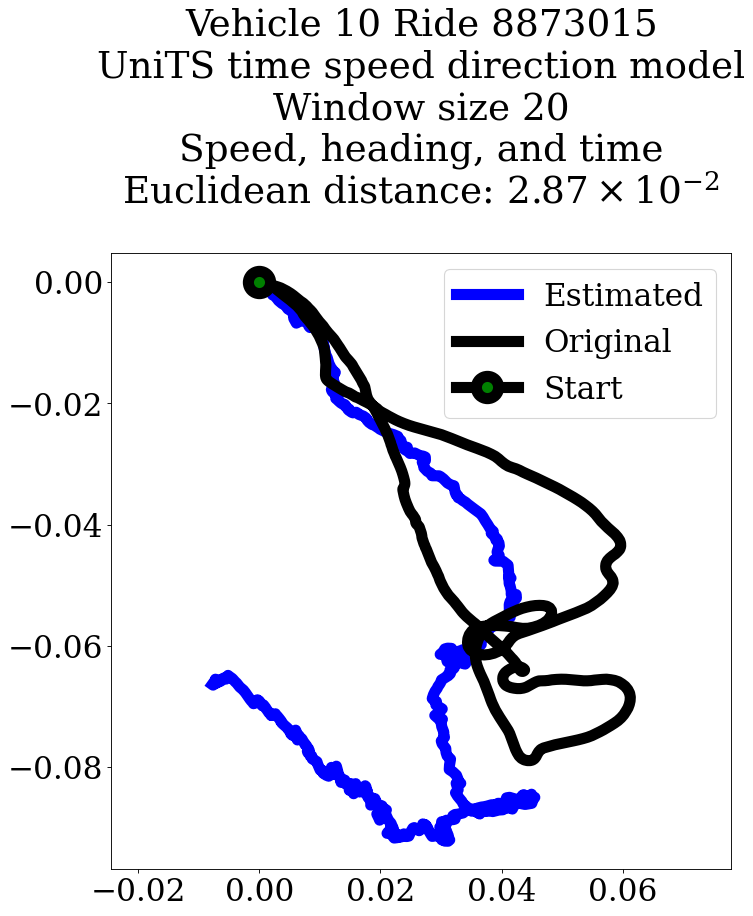 Vehicle 10 Ride 8873015
UniTS time speed direction model
Window size 20
Speed, heading, and time
Euclidean distance: 2.87 × 10⁻²
Estimated
Original
Start
0.00
−0.02
−0.04
−0.06
−0.08
−0.02 0.00 0.02 0.04 0.06